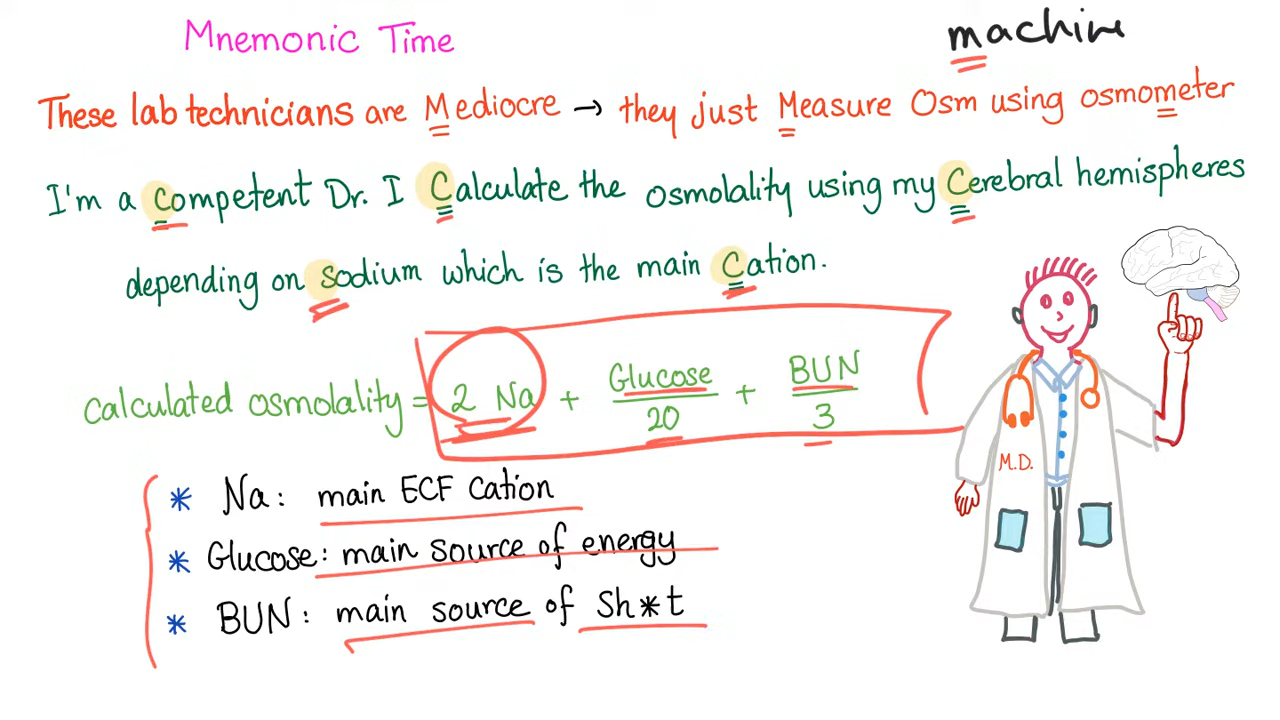 Mnemonic Time
machine
These lab technicians are Mediocre → they just Measure Osm using osmometer
I'm a Competent Dr. I Calculate the osmolality using my Cerebral hemispheres
depending on sodium which is the main Cation.
Calculated osmolality = 2 Na + Glucose/20 + BUN/3
* Na: main ECF Cation
* Glucose: main source of energy
* BUN: main source of Sh*t
M.D.